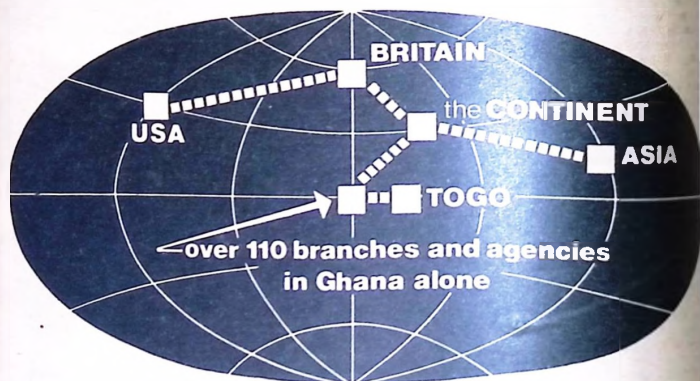 BRITAIN
the CONTINENT
USA
ASIA
TOGO
over 110 branches and agencies
in Ghana alone